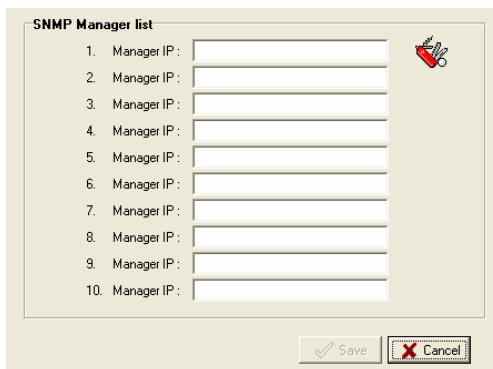 SNMP Manager list
1. Manager IP :
2. Manager IP :
3. Manager IP :
4. Manager IP :
5. Manager IP :
6. Manager IP :
7. Manager IP :
8. Manager IP :
9. Manager IP :
10. Manager IP :
Save Cancel